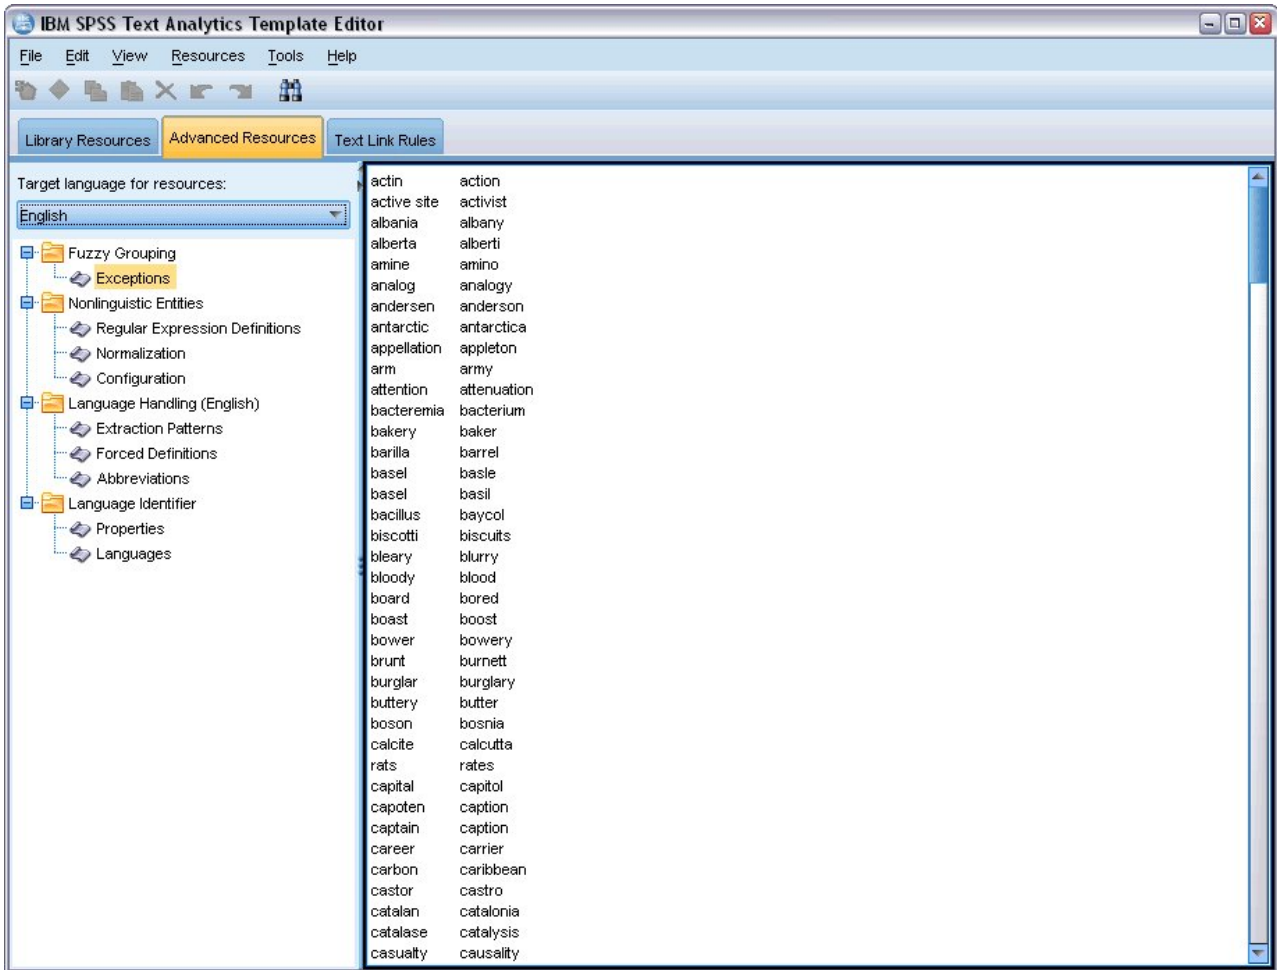 IBM SPSS Text Analytics Template Editor
File Edit View Resources Tools Help
Library Resources Advanced Resources Text Link Rules
Target language for resources:
English
Fuzzy Grouping
Exceptions
Nonlinguistic Entities
Regular Expression Definitions
Normalization
Configuration
Language Handling (English)
Extraction Patterns
Forced Definitions
Abbreviations
Language Identifier
Properties
Languages
actin action
active site activist
albania albany
alberta alberti
amine amino
analog analogy
andersen anderson
antarctic antarctica
appellation appleton
arm army
attention attenuation
bacteremia bacterium
bakery baker
barilla barrel
basel basle
basel basil
bacillus baycol
biscotti biscuits
bleary blurry
bloody blood
board bored
boast boost
bower bowery
brunt burnett
burglar burglary
buttery butter
boson bosnia
calcite calcutta
rats rates
capital capitol
capoten caption
captain caption
career carrier
carbon caribbean
castor castro
catalan catalonia
catalase catalysis
casualty causality